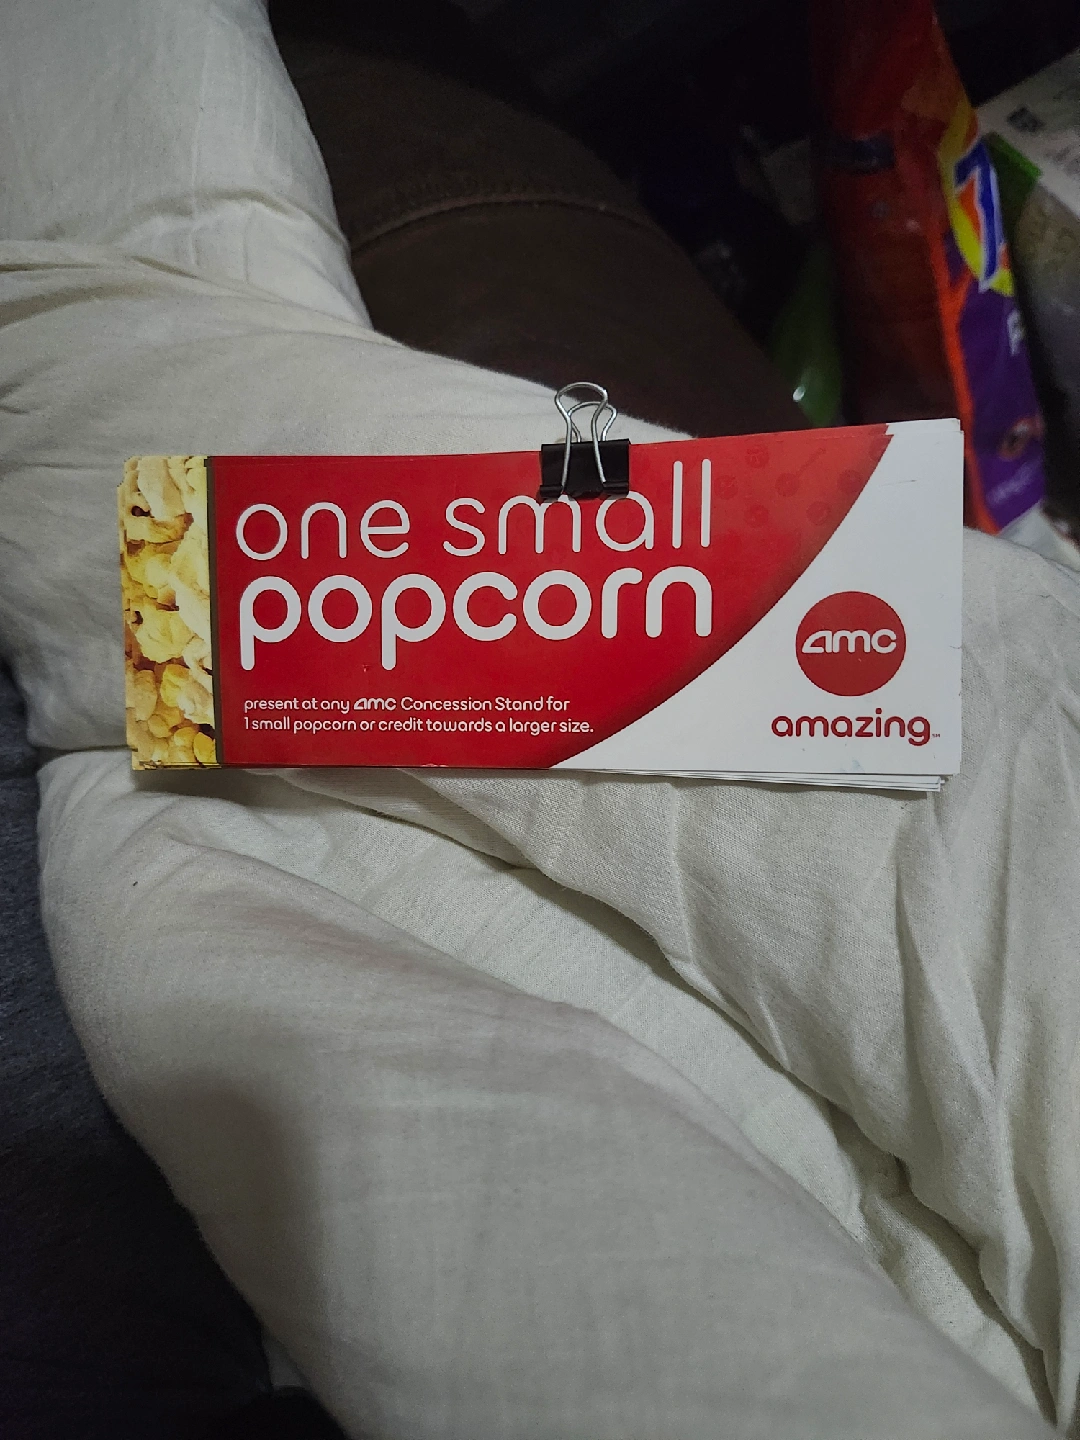 one small
popcorn
present at any amc Concession Stand for
1 small popcorn or credit towards a larger size.
amc
amazing℠